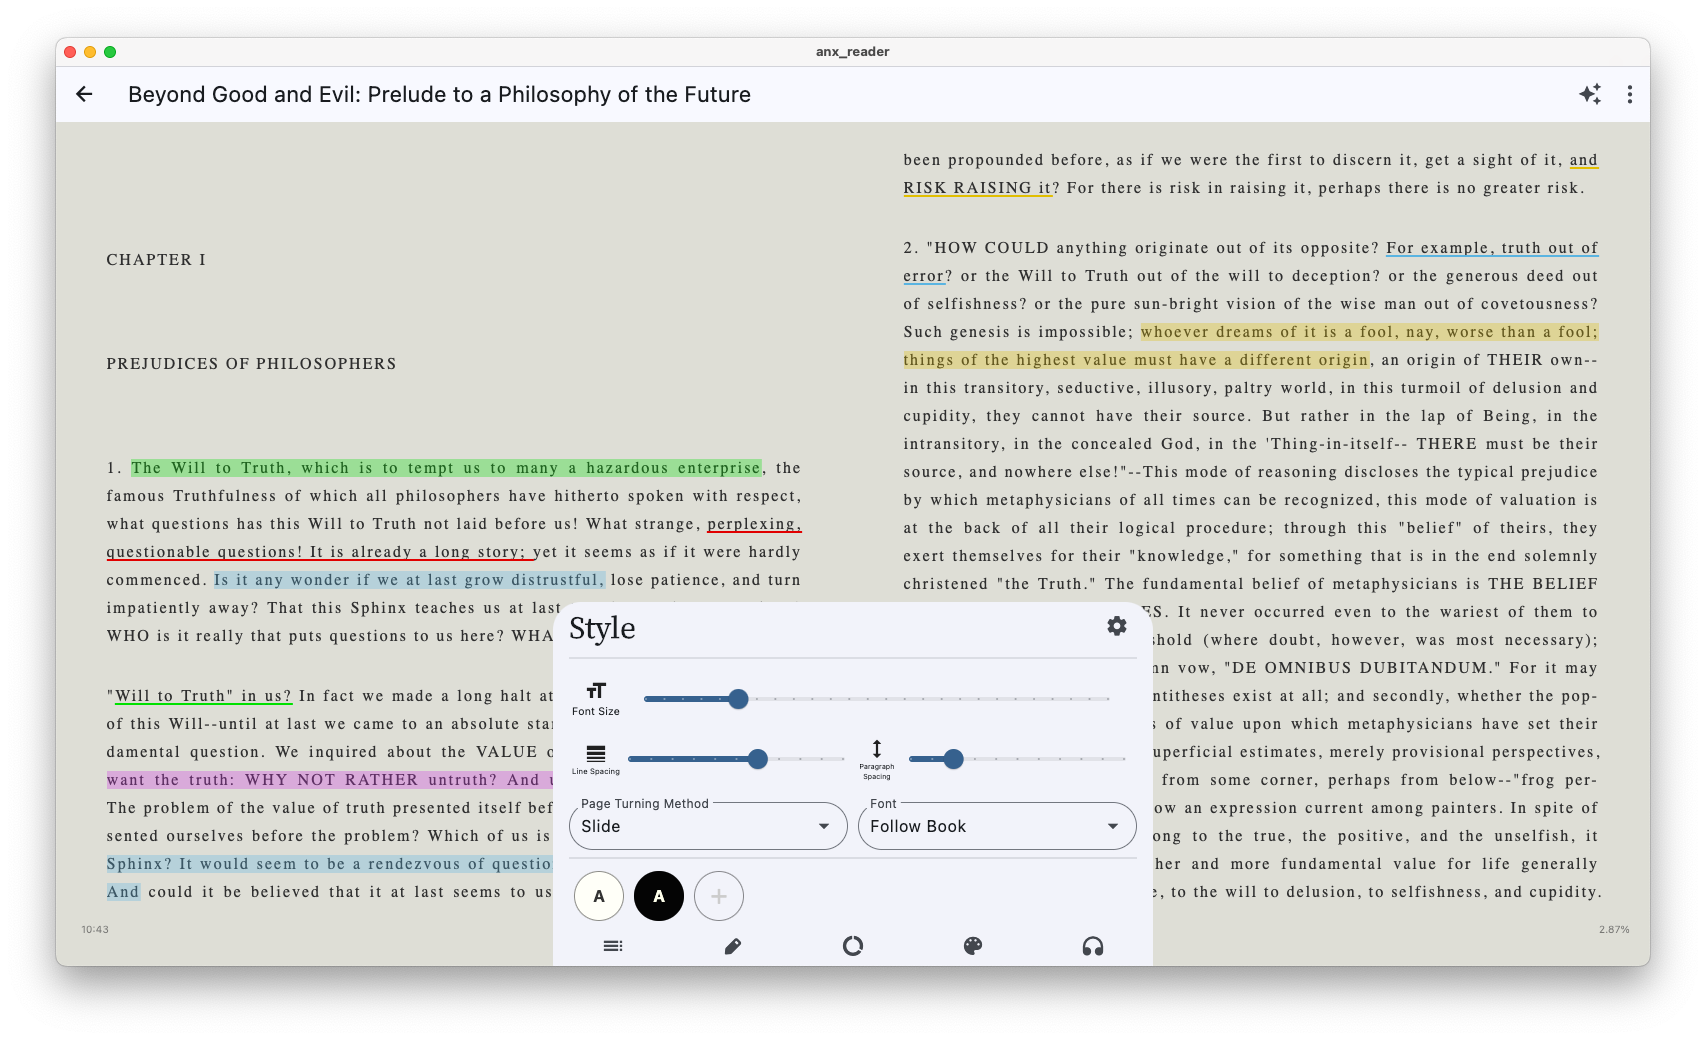 anx_reader
Beyond Good and Evil: Prelude to a Philosophy of the Future
CHAPTER I
PREJUDICES OF PHILOSOPHERS
1. The Will to Truth, which is to tempt us to many a hazardous enterprise, the
famous Truthfulness of which all philosophers have hitherto spoken with respect,
what questions has this Will to Truth not laid before us! What strange, perplexing,
questionable questions! It is already a long story; yet it seems as if it were hardly
commenced. Is it any wonder if we at last grow distrustful, lose patience, and turn
impatiently away? That this Sphinx teaches us at last
WHO is it really that puts questions to us here? WHA
"Will to Truth" in us? In fact we made a long halt at
of this Will--until at last we came to an absolute sta
damental question. We inquired about the VALUE o
want the truth: WHY NOT RATHER untruth? And u
The problem of the value of truth presented itself bef
sented ourselves before the problem? Which of us is
Sphinx? It would seem to be a rendezvous of questio
And could it be believed that it at last seems to us
10:43
been propounded before, as if we were the first to discern it, get a sight of it, and
RISK RAISING it? For there is risk in raising it, perhaps there is no greater risk.
2. "HOW COULD anything originate out of its opposite? For example, truth out of
error? or the Will to Truth out of the will to deception? or the generous deed out
of selfishness? or the pure sun-bright vision of the wise man out of covetousness?
Such genesis is impossible; whoever dreams of it is a fool, nay, worse than a fool;
things of the highest value must have a different origin, an origin of THEIR own--
in this transitory, seductive, illusory, paltry world, in this turmoil of delusion and
cupidity, they cannot have their source. But rather in the lap of Being, in the
intransitory, in the concealed God, in the 'Thing-in-itself-- THERE must be their
source, and nowhere else!"--This mode of reasoning discloses the typical prejudice
by which metaphysicians of all times can be recognized, this mode of valuation is
at the back of all their logical procedure; through this "belief" of theirs, they
exert themselves for their "knowledge," for something that is in the end solemnly
christened "the Truth." The fundamental belief of metaphysicians is THE BELIEF
ES. It never occurred even to the wariest of them to
shold (where doubt, however, was most necessary);
nn vow, "DE OMNIBUS DUBITANDUM." For it may
ntitheses exist at all; and secondly, whether the pop-
s of value upon which metaphysicians have set their
uperficial estimates, merely provisional perspectives,
from some corner, perhaps from below--"frog per-
ow an expression current among painters. In spite of
ong to the true, the positive, and the unselfish, it
her and more fundamental value for life generally
e, to the will to delusion, to selfishness, and cupidity.
2.87%
Style
Font Size
Line Spacing
Paragraph
Spacing
Page Turning Method
Slide
Font
Follow Book
A
A